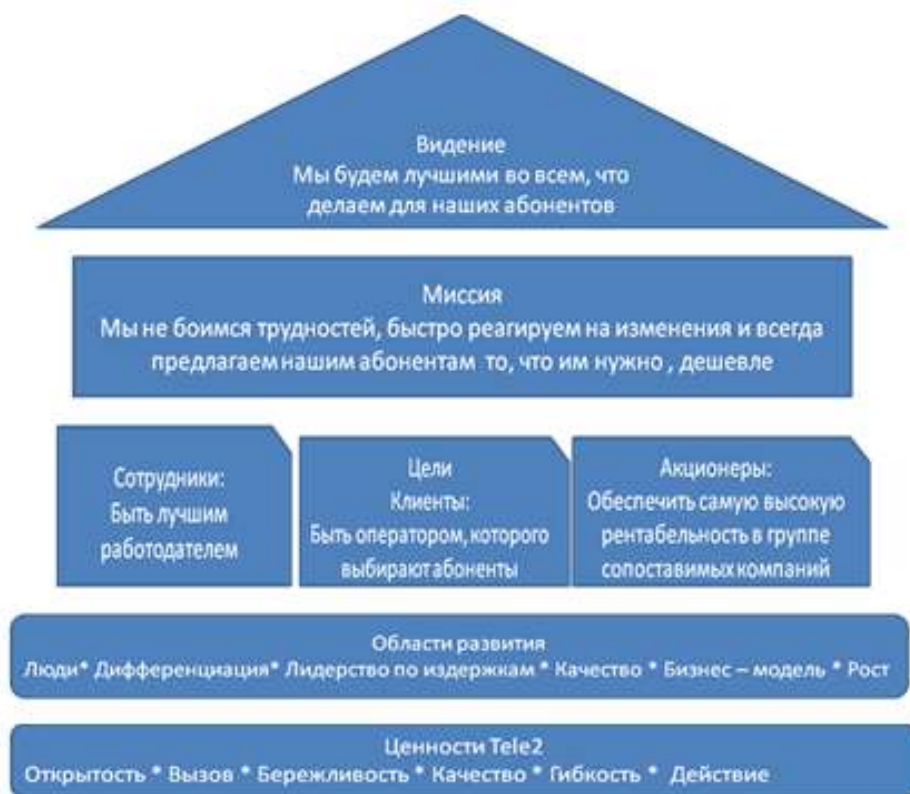 Видение
Мы будем лучшими во всем, что
делаем для наших абонентов
Миссия
Мы не боимся трудностей, быстро реагируем на изменения и всегда
предлагаем нашим абонентам то, что им нужно , дешевле
Сотрудники:
Быть лучшим
работодателем
Цели
Клиенты:
Быть оператором, которого
выбирают абоненты
Акционеры:
Обеспечить самую высокую
рентабельность в группе
сопоставимых компаний
Области развития
Люди* Дифференциация* Лидерство по издержкам * Качество * Бизнес – модель * Рост
Ценности Tele2
Открытость * Вызов * Бережливость * Качество * Гибкость * Действие